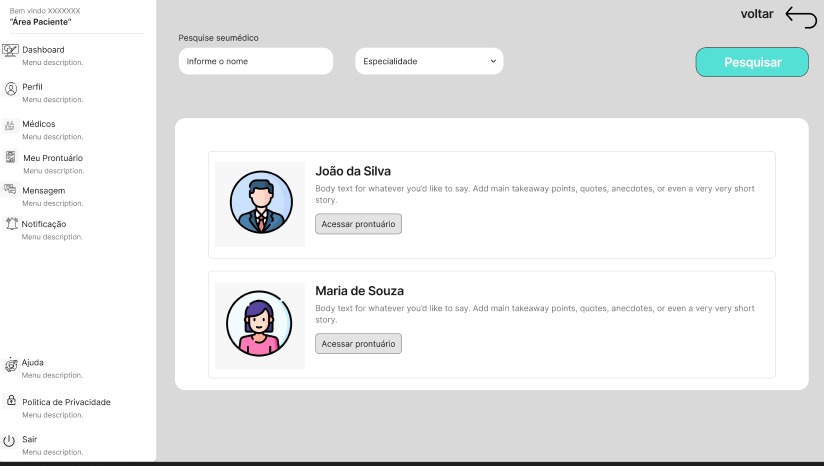 Bem vindo XXXXXXX
"Área Paciente"
Dashboard
Menu description.
Perfil
Menu description.
Médicos
Menu description.
Meu Prontuário
Menu description.
Mensagem
Menu description.
Notificação
Menu description.
Ajuda
Menu description.
Politica de Privacidade
Menu description.
Sair
Menu description.
voltar
Pesquise seumédico
Informe o nome
Especialidade
Pesquisar
João da Silva
Body text for whatever you'd like to say. Add main takeaway points, quotes, anecdotes, or even a very very short
story.
Acessar prontuário
Maria de Souza
Body text for whatever you'd like to say. Add main takeaway points, quotes, anecdotes, or even a very very short
story.
Acessar prontuário